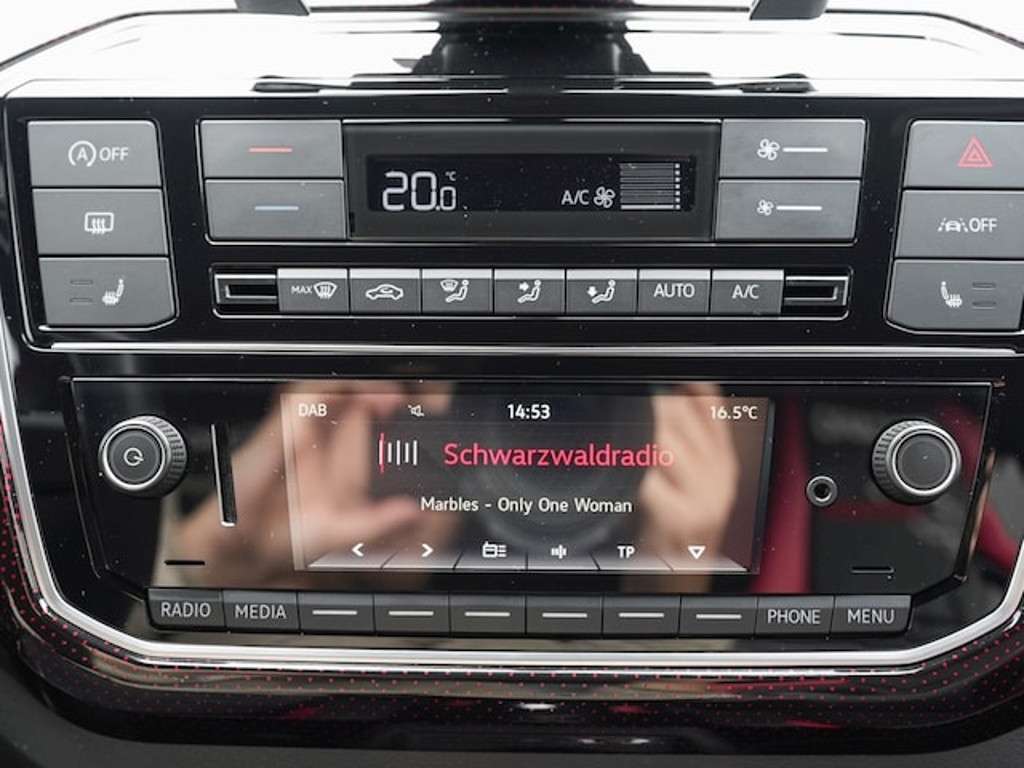 A OFF
20.0 °C
A/C
OFF
MAX
AUTO
A/C
DAB
14:53
16.5°C
Schwarzwaldradio
Marbles - Only One Woman
TP
RADIO
MEDIA
PHONE
MENU